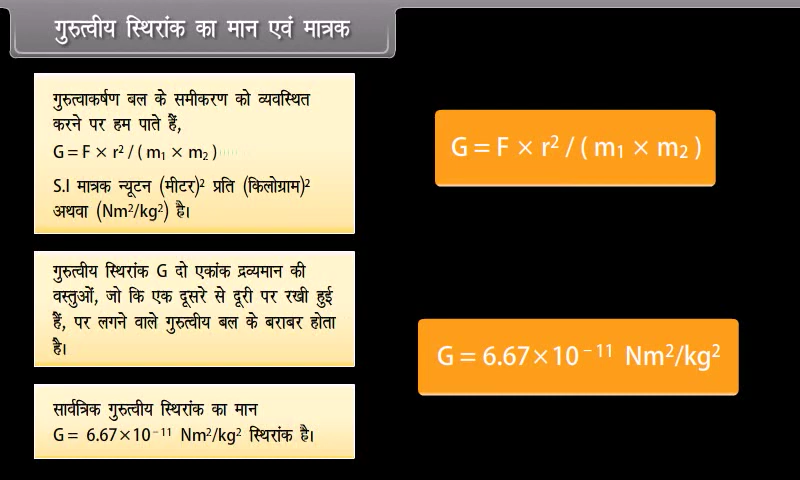 गुरुत्वीय स्थिरांक का मान एवं मात्रक
गुरुत्वाकर्षण बल के समीकरण को व्यवस्थित
करने पर हम पाते हैं,
G = F × r² / ( m₁ × m₂ )
S.I मात्रक न्यूटन (मीटर)² प्रति (किलोग्राम)²
अथवा (Nm²/kg²) है।
गुरुत्वीय स्थिरांक G दो एकांक द्रव्यमान की
वस्तुओं, जो कि एक दूसरे से दूरी पर रखी हुई
हैं, पर लगने वाले गुरुत्वीय बल के बराबर होता
है।
सार्वत्रिक गुरुत्वीय स्थिरांक का मान
G = 6.67×10⁻¹¹ Nm²/kg² स्थिरांक है।
G = F × r² / ( m₁ × m₂ )
G = 6.67×10⁻¹¹ Nm²/kg²